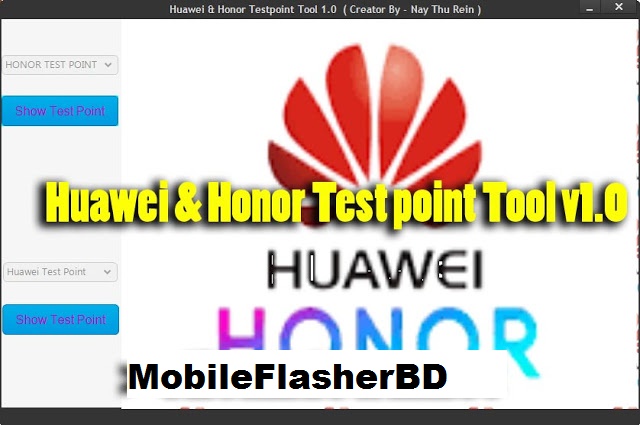 Huawei & Honor Testpoint Tool 1.0 ( Creator By - Nay Thu Rein )
HONOR TEST POINT
Show Test Point
Huawei & Honor Test point Tool v1.0
HUAWEI
Huawei Test Point
Show Test Point
HONOR
MobileFlasherBD